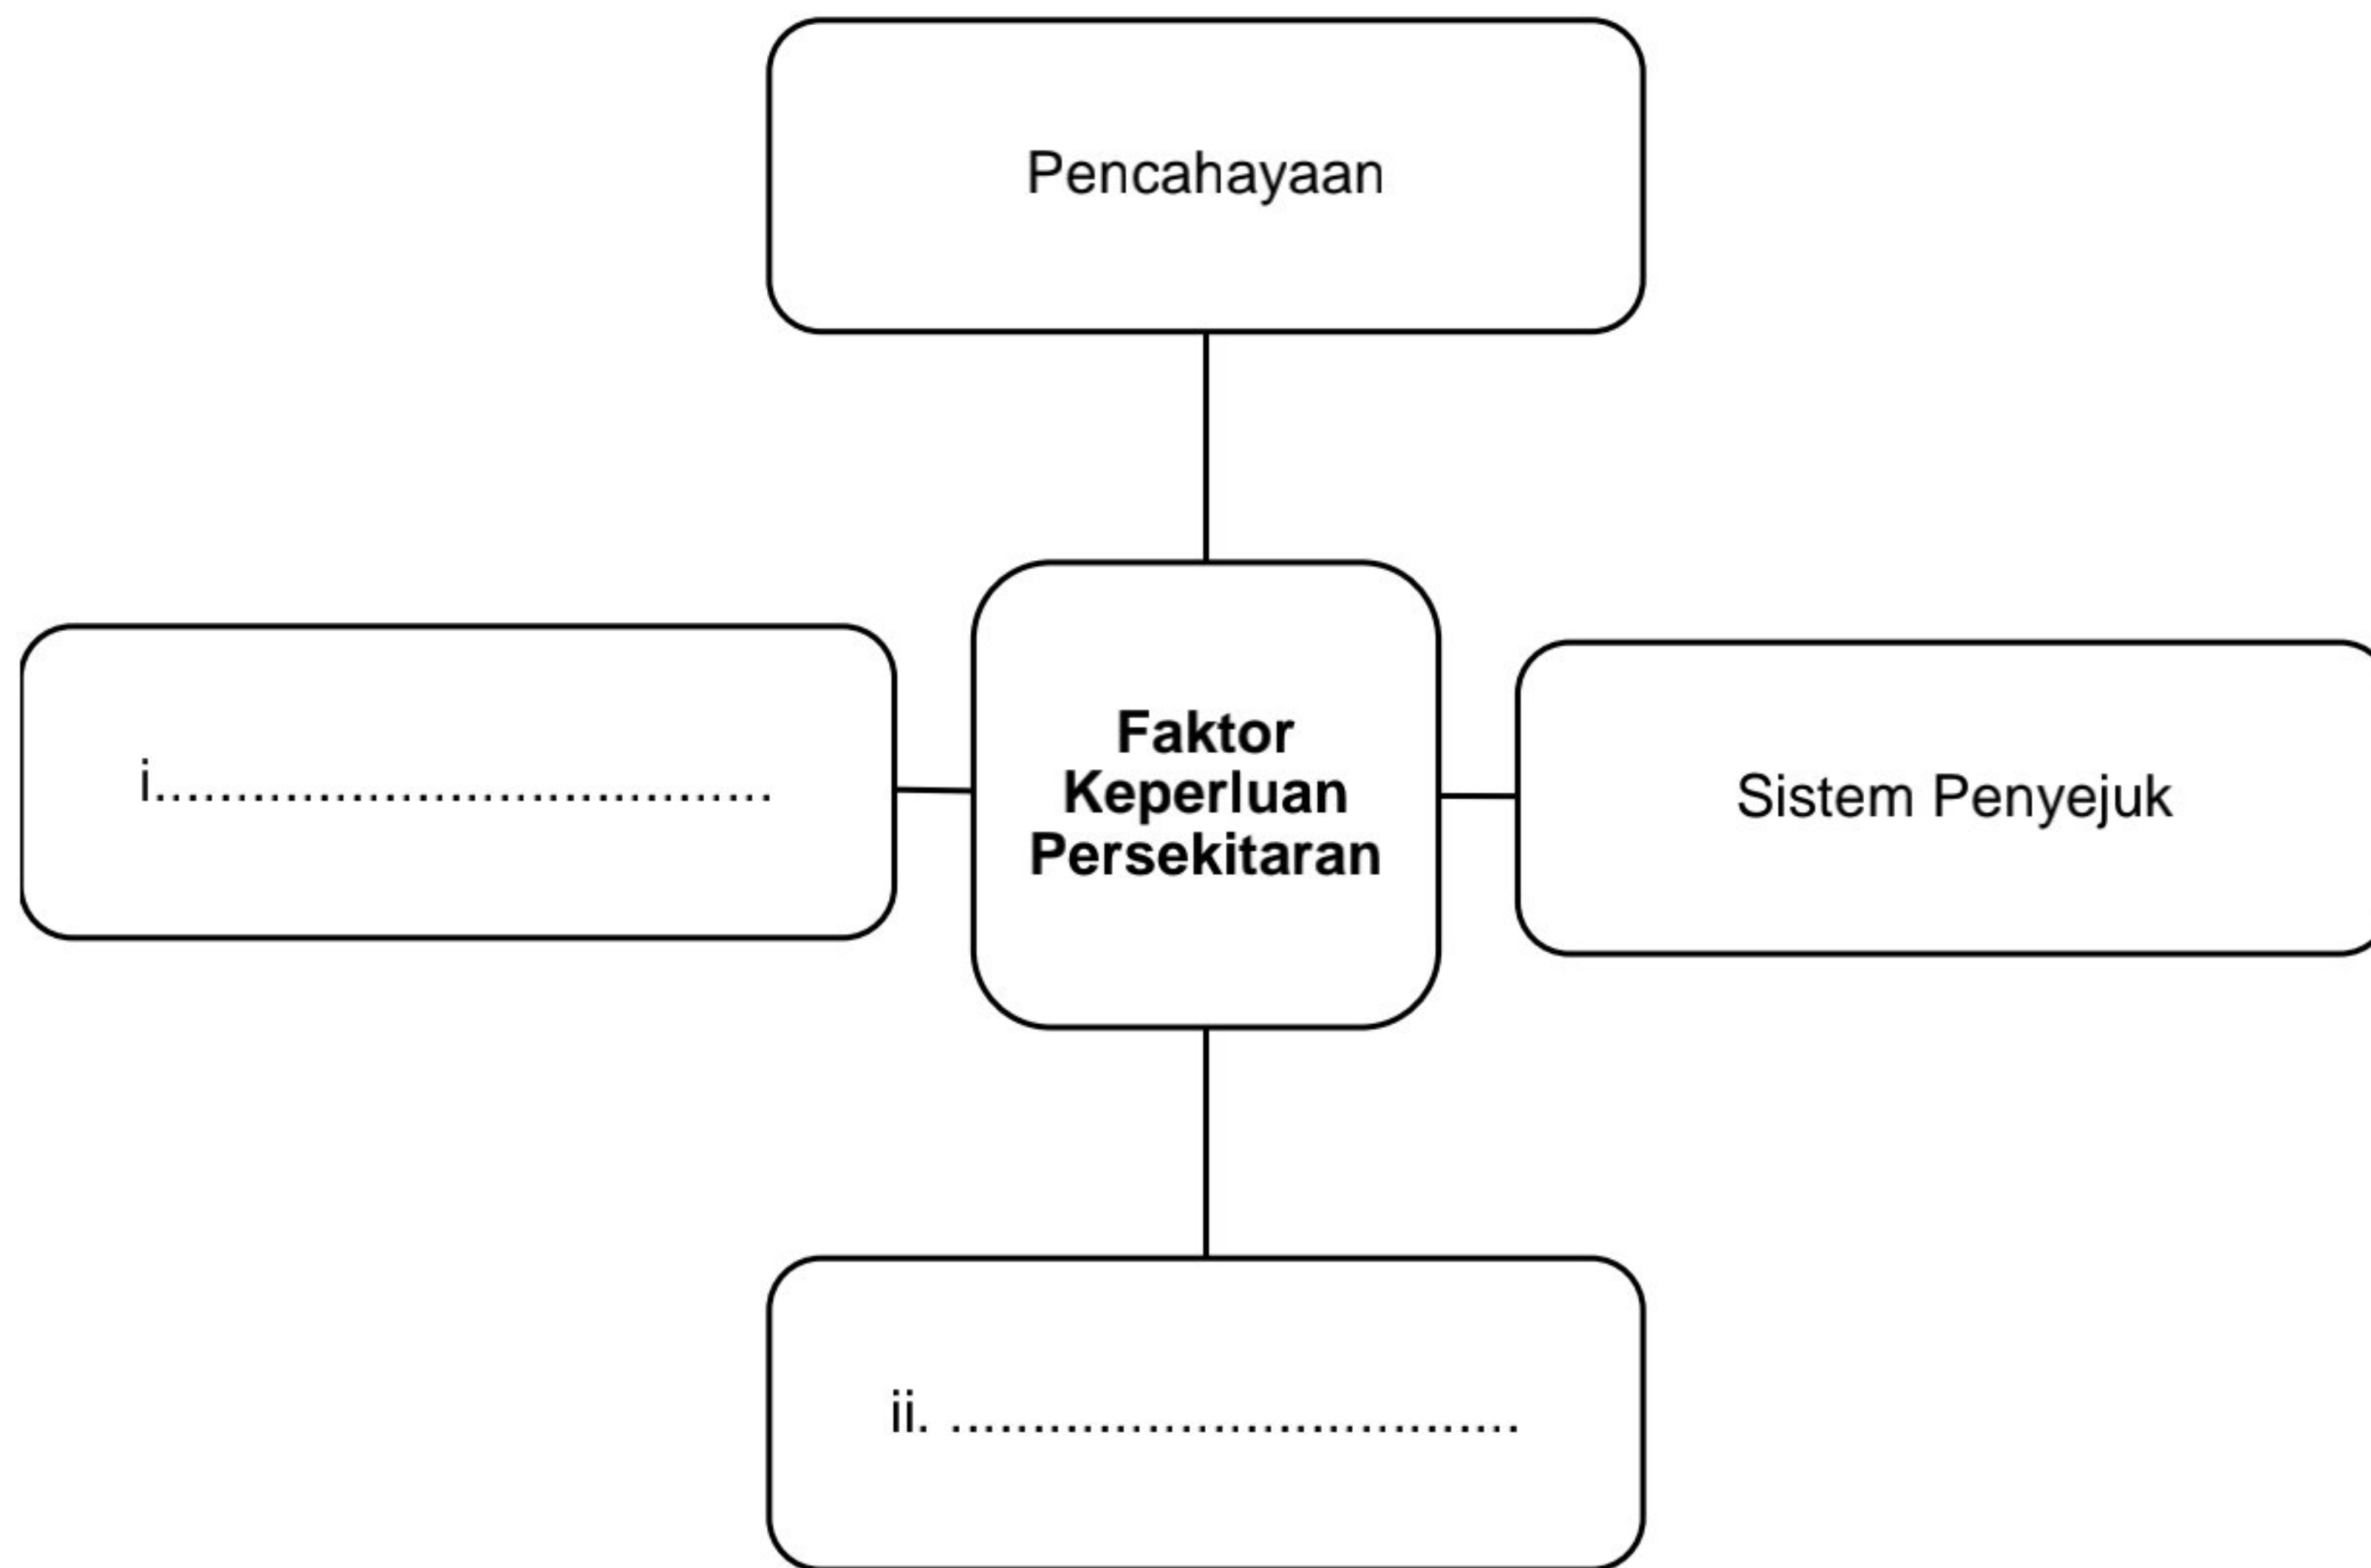 Pencahayaan
i......................................
Faktor
Keperluan
Persekitaran
Sistem Penyejuk
ii. ...................................